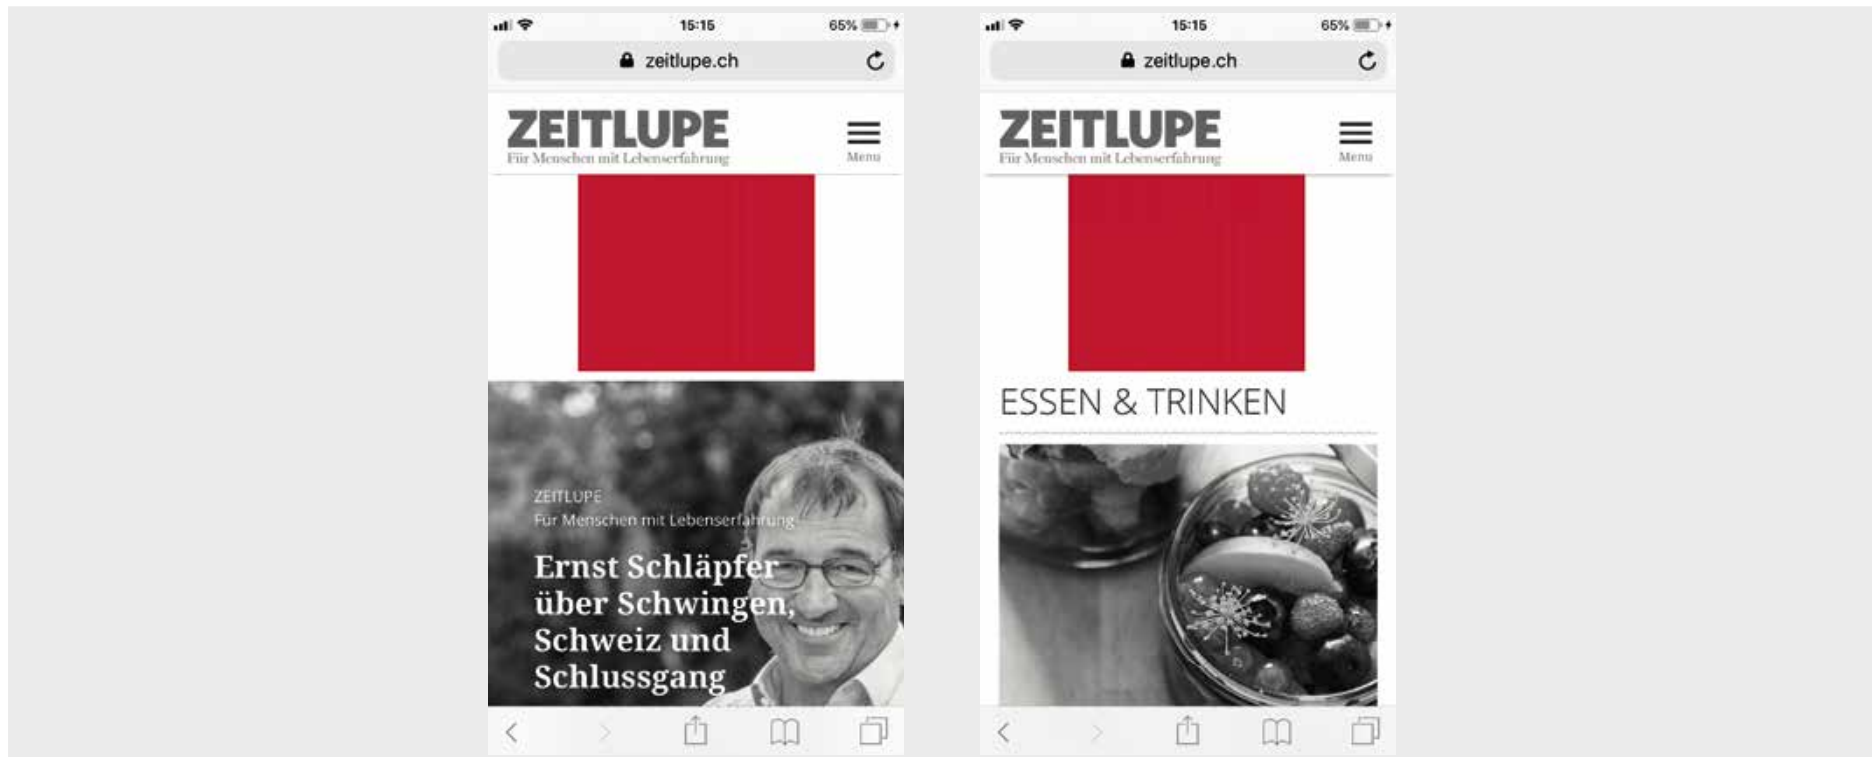 15:15
65%
zeitlupe.ch
ZEITLUPE
Für Menschen mit Lebenserfahrung
Menu
ZEITLUPE
Für Menschen mit Lebenserfahrung
Ernst Schläpfer
über Schwingen,
Schweiz und
Schlussgang
15:15
65%
zeitlupe.ch
ZEITLUPE
Für Menschen mit Lebenserfahrung
Menu
ESSEN & TRINKEN